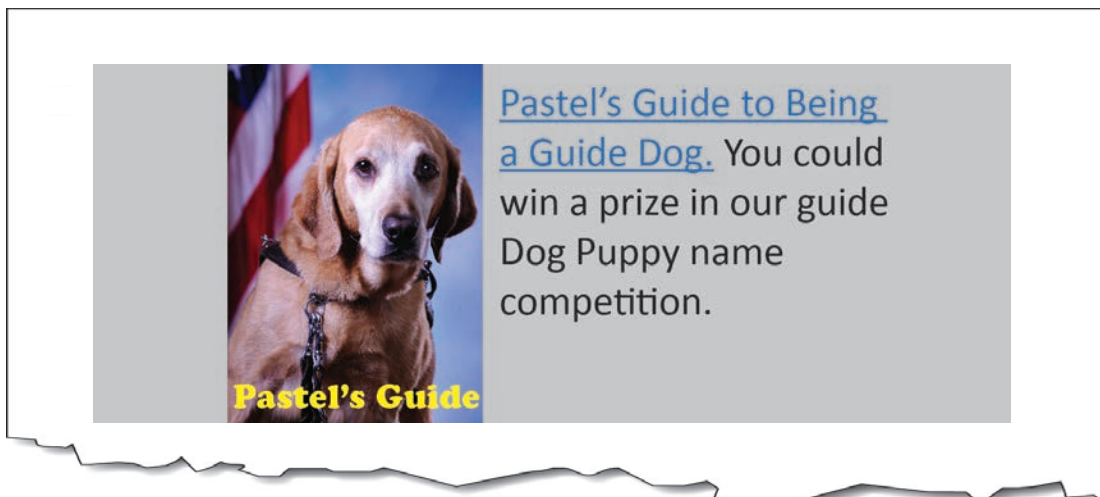 Pastel’s Guide to Being
a Guide Dog. You could
win a prize in our guide
Dog Puppy name
competition.
Pastel’s Guide